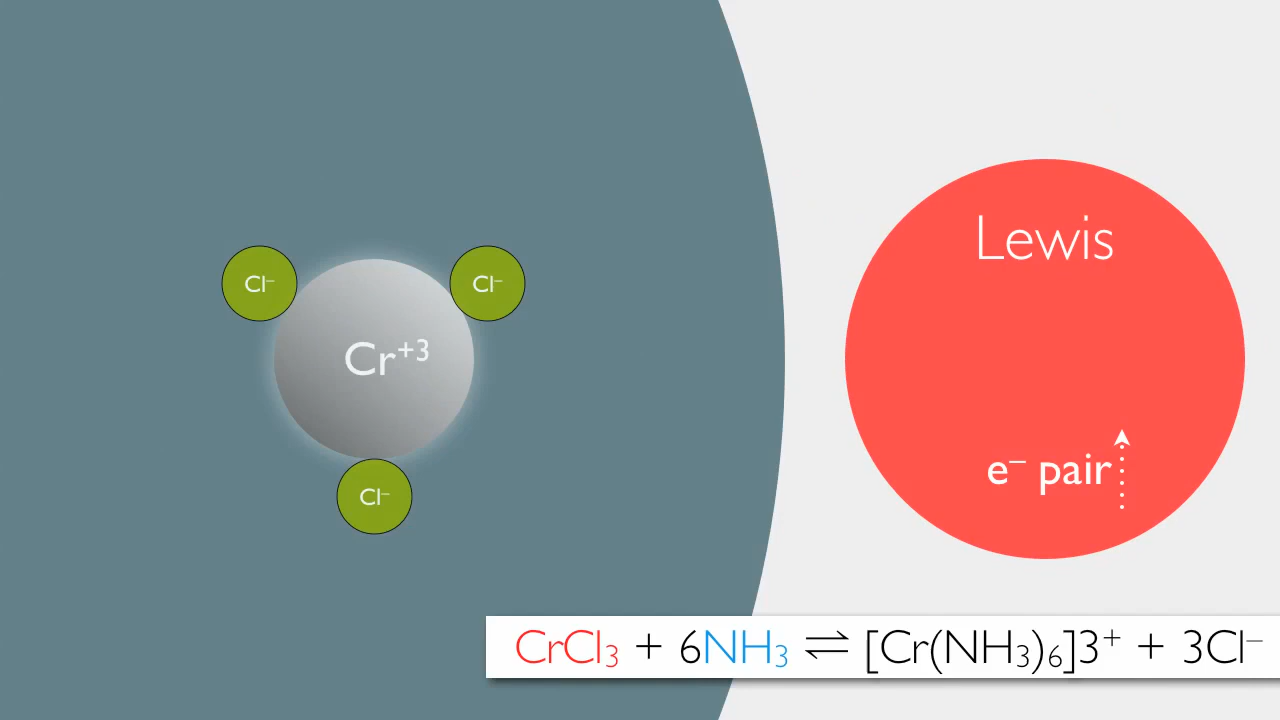 Lewis
Cl⁻ Cl⁻
Cr⁺³
e⁻ pair
Cl⁻
CrCl₃ + 6NH₃ ⇌ [Cr(NH₃)₆]3⁺ + 3Cl⁻